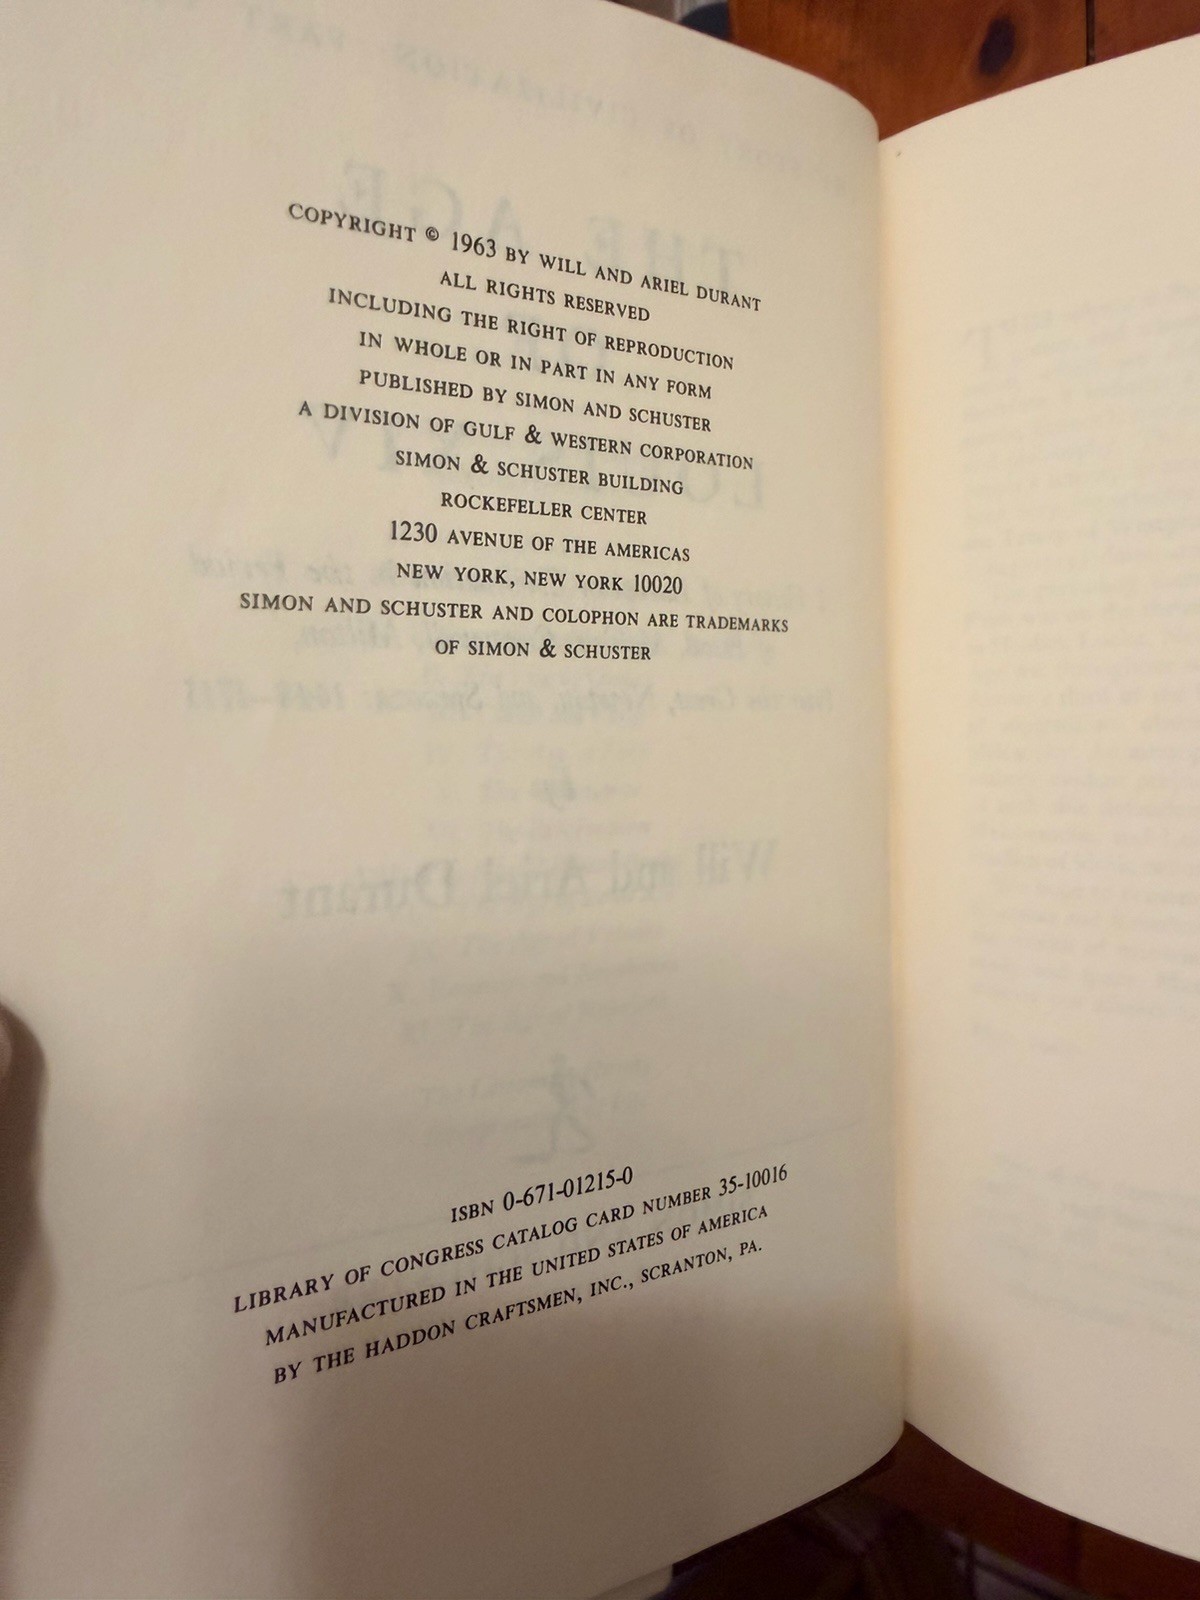 COPYRIGHT © 1963 BY WILL AND ARIEL DURANT
ALL RIGHTS RESERVED
INCLUDING THE RIGHT OF REPRODUCTION
IN WHOLE OR IN PART IN ANY FORM
PUBLISHED BY SIMON AND SCHUSTER
A DIVISION OF GULF & WESTERN CORPORATION
SIMON & SCHUSTER BUILDING
ROCKEFELLER CENTER
1230 AVENUE OF THE AMERICAS
NEW YORK, NEW YORK 10020
SIMON AND SCHUSTER AND COLOPHON ARE TRADEMARKS
OF SIMON & SCHUSTER
ISBN 0-671-01215-0
LIBRARY OF CONGRESS CATALOG CARD NUMBER 35-10016
MANUFACTURED IN THE UNITED STATES OF AMERICA
BY THE HADDON CRAFTSMEN, INC., SCRANTON, PA.